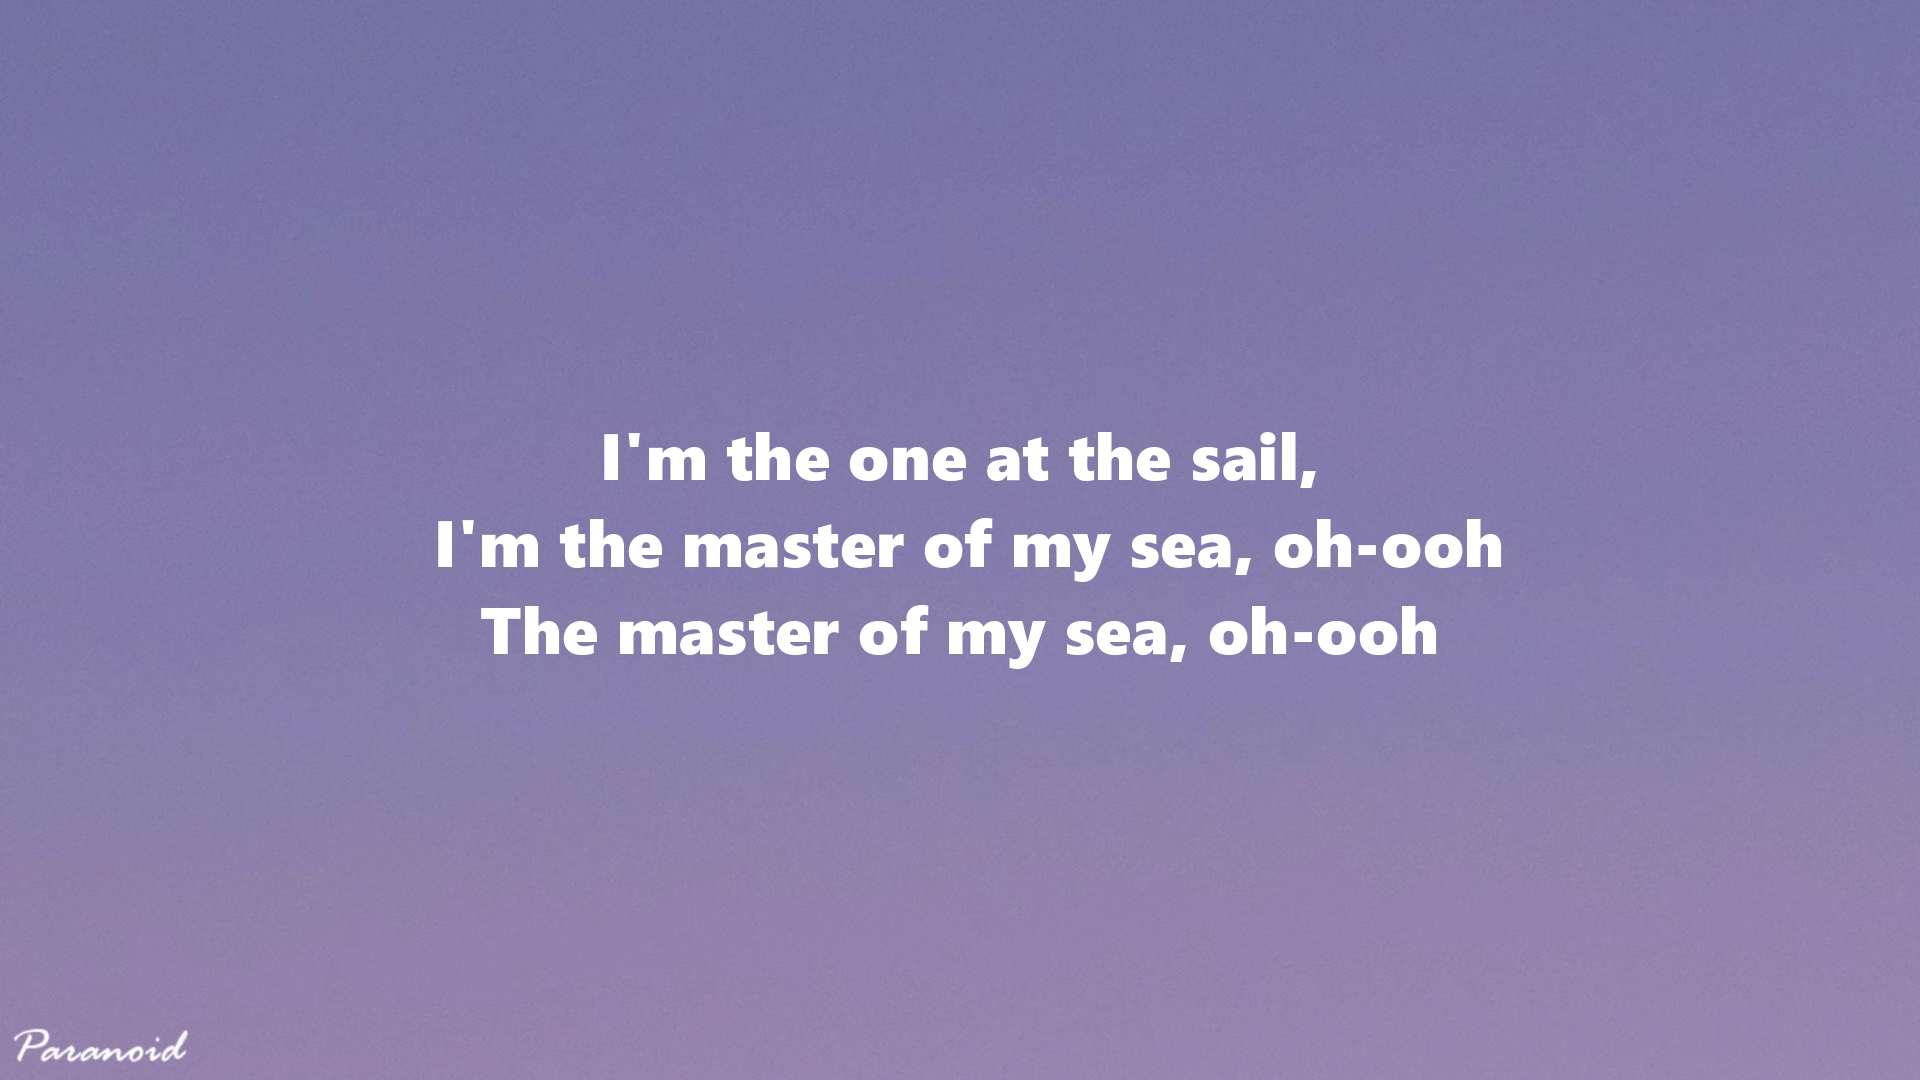 I'm the one at the sail,
I'm the master of my sea, oh-ooh
The master of my sea, oh-ooh
Paranoid